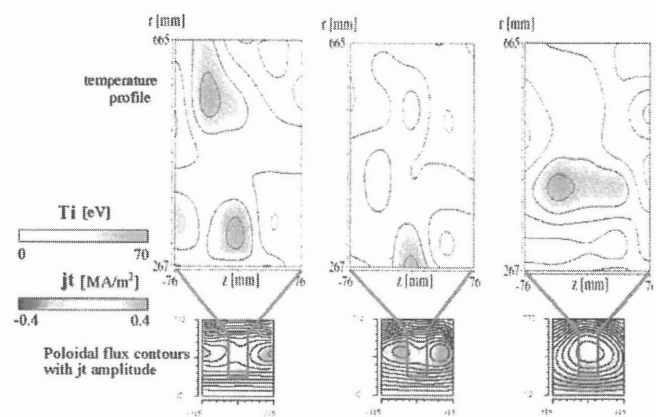 r [mm]
r [mm]
r [mm]
665
665
665
temperature
profile
Ti [eV]
0
70
267
267
267
-76
z [mm]
76
-76
z [mm]
76
-76
z [mm]
76
jt [MA/m²]
-0.4
0.4
Poloidal flux contours
with jt amplitude